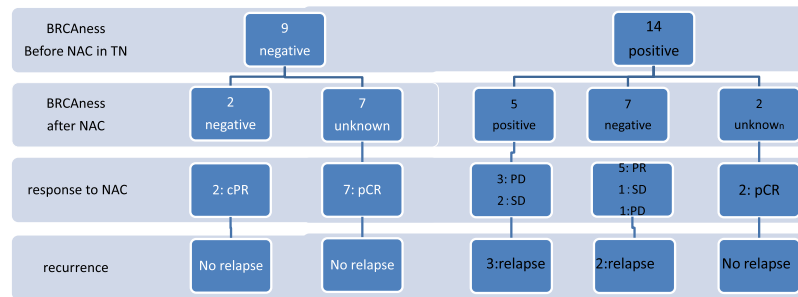 BRCAness
Before NAC in TN
9
negative
14
positive
BRCAness
after NAC
2
negative
7
unknown
5
positive
7
negative
2
unknown
response to NAC
2: cPR
7: pCR
3: PD
2: SD
5: PR
1: SD
1:PD
2: pCR
recurrence
No relapse
No relapse
3:relapse
2:relapse
No relapse